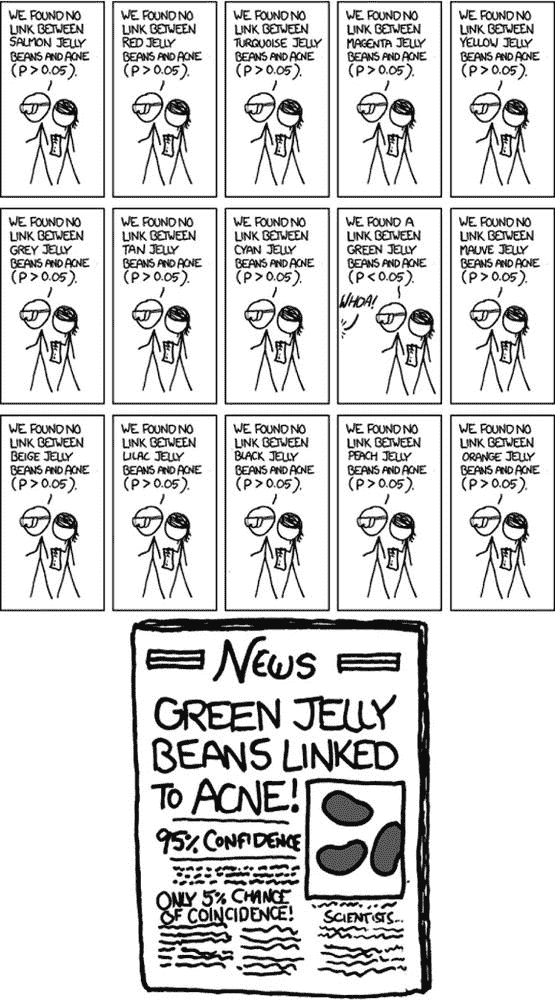 WE FOUND NO
LINK BETWEEN
SALMON JELLY
BEANS AND ACNE
(P > 0.05).
WE FOUND NO
LINK BETWEEN
RED JELLY
BEANS AND ACNE
(P > 0.05).
WE FOUND NO
LINK BETWEEN
TURQUOISE JELLY
BEANS AND ACNE
(P > 0.05).
WE FOUND NO
LINK BETWEEN
MAGENTA JELLY
BEANS AND ACNE
(P > 0.05).
WE FOUND NO
LINK BETWEEN
YELLOW JELLY
BEANS AND ACNE
(P > 0.05).
WE FOUND NO
LINK BETWEEN
GREY JELLY
BEANS AND ACNE
(P > 0.05).
WE FOUND NO
LINK BETWEEN
TAN JELLY
BEANS AND ACNE
(P > 0.05).
WE FOUND NO
LINK BETWEEN
CYAN JELLY
BEANS AND ACNE
(P > 0.05).
WE FOUND A
LINK BETWEEN
GREEN JELLY
BEANS AND ACNE
(P < 0.05).
WHOA!
WE FOUND NO
LINK BETWEEN
MAUVE JELLY
BEANS AND ACNE
(P > 0.05).
WE FOUND NO
LINK BETWEEN
BEIGE JELLY
BEANS AND ACNE
(P > 0.05).
WE FOUND NO
LINK BETWEEN
LILAC JELLY
BEANS AND ACNE
(P > 0.05).
WE FOUND NO
LINK BETWEEN
BLACK JELLY
BEANS AND ACNE
(P > 0.05).
WE FOUND NO
LINK BETWEEN
PEACH JELLY
BEANS AND ACNE
(P > 0.05).
WE FOUND NO
LINK BETWEEN
ORANGE JELLY
BEANS AND ACNE
(P > 0.05).
NEWS
GREEN JELLY
BEANS LINKED
TO ACNE!
95% CONFIDENCE
ONLY 5% CHANCE
OF COINCIDENCE!
SCIENTISTS...